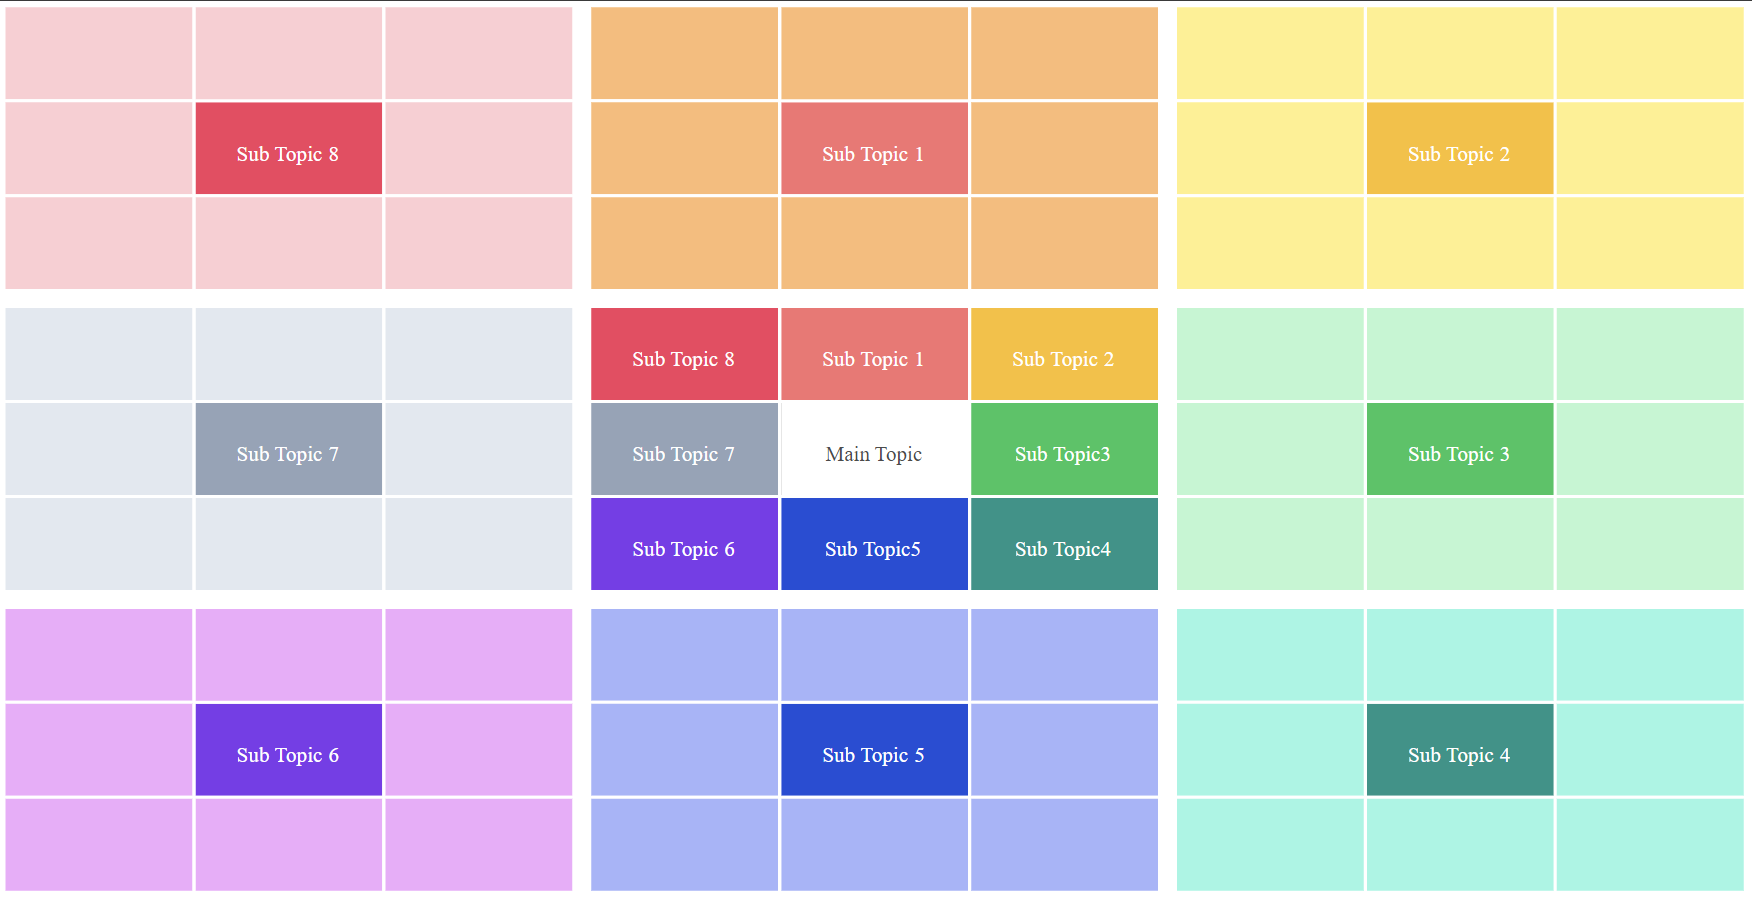 Sub Topic 8
Sub Topic 1
Sub Topic 2
Sub Topic 8
Sub Topic 1
Sub Topic 2
Sub Topic 7
Sub Topic 7
Main Topic
Sub Topic3
Sub Topic 3
Sub Topic 6
Sub Topic5
Sub Topic4
Sub Topic 6
Sub Topic 5
Sub Topic 4